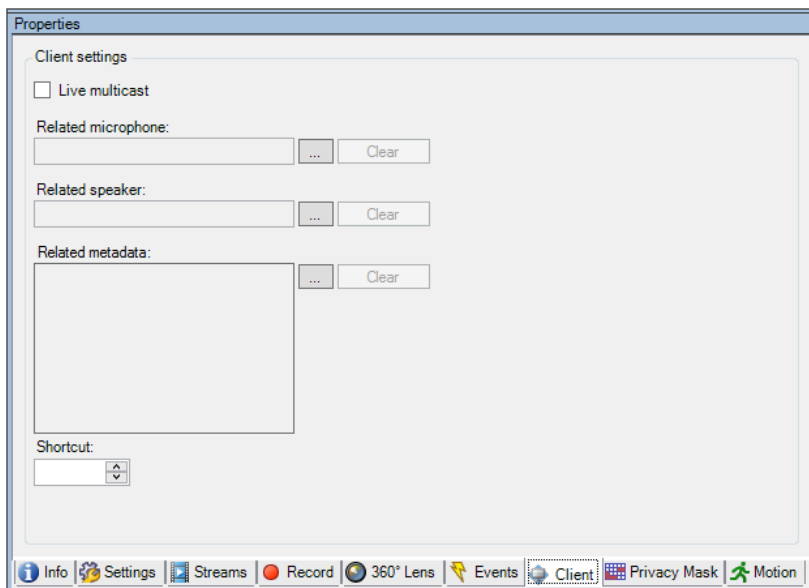 Properties
Client settings
Live multicast
Related microphone:
... Clear
Related speaker:
... Clear
Related metadata:
... Clear
Shortcut:
Info Settings Streams Record 360° Lens Events Client Privacy Mask Motion